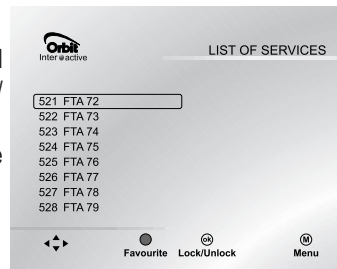 Orbit
Inter active
LIST OF SERVICES
521 FTA 72
522 FTA 73
523 FTA 74
524 FTA 75
525 FTA 76
526 FTA 77
527 FTA 78
528 FTA 79
ok M
Favourite Lock/Unlock Menu